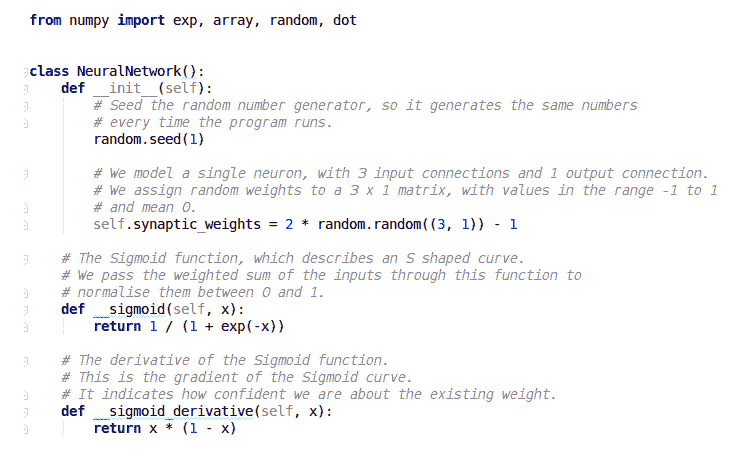 from numpy import exp, array, random, dot
class NeuralNetwork():
def __init__(self):
# Seed the random number generator, so it generates the same numbers
# every time the program runs.
random.seed(1)
# We model a single neuron, with 3 input connections and 1 output connection.
# We assign random weights to a 3 x 1 matrix, with values in the range -1 to 1
# and mean 0.
self.synaptic_weights = 2 * random.random((3, 1)) - 1
# The Sigmoid function, which describes an S shaped curve.
# We pass the weighted sum of the inputs through this function to
# normalise them between 0 and 1.
def __sigmoid(self, x):
return 1 / (1 + exp(-x))
# The derivative of the Sigmoid function.
# This is the gradient of the Sigmoid curve.
# It indicates how confident we are about the existing weight.
def __sigmoid_derivative(self, x):
return x * (1 - x)